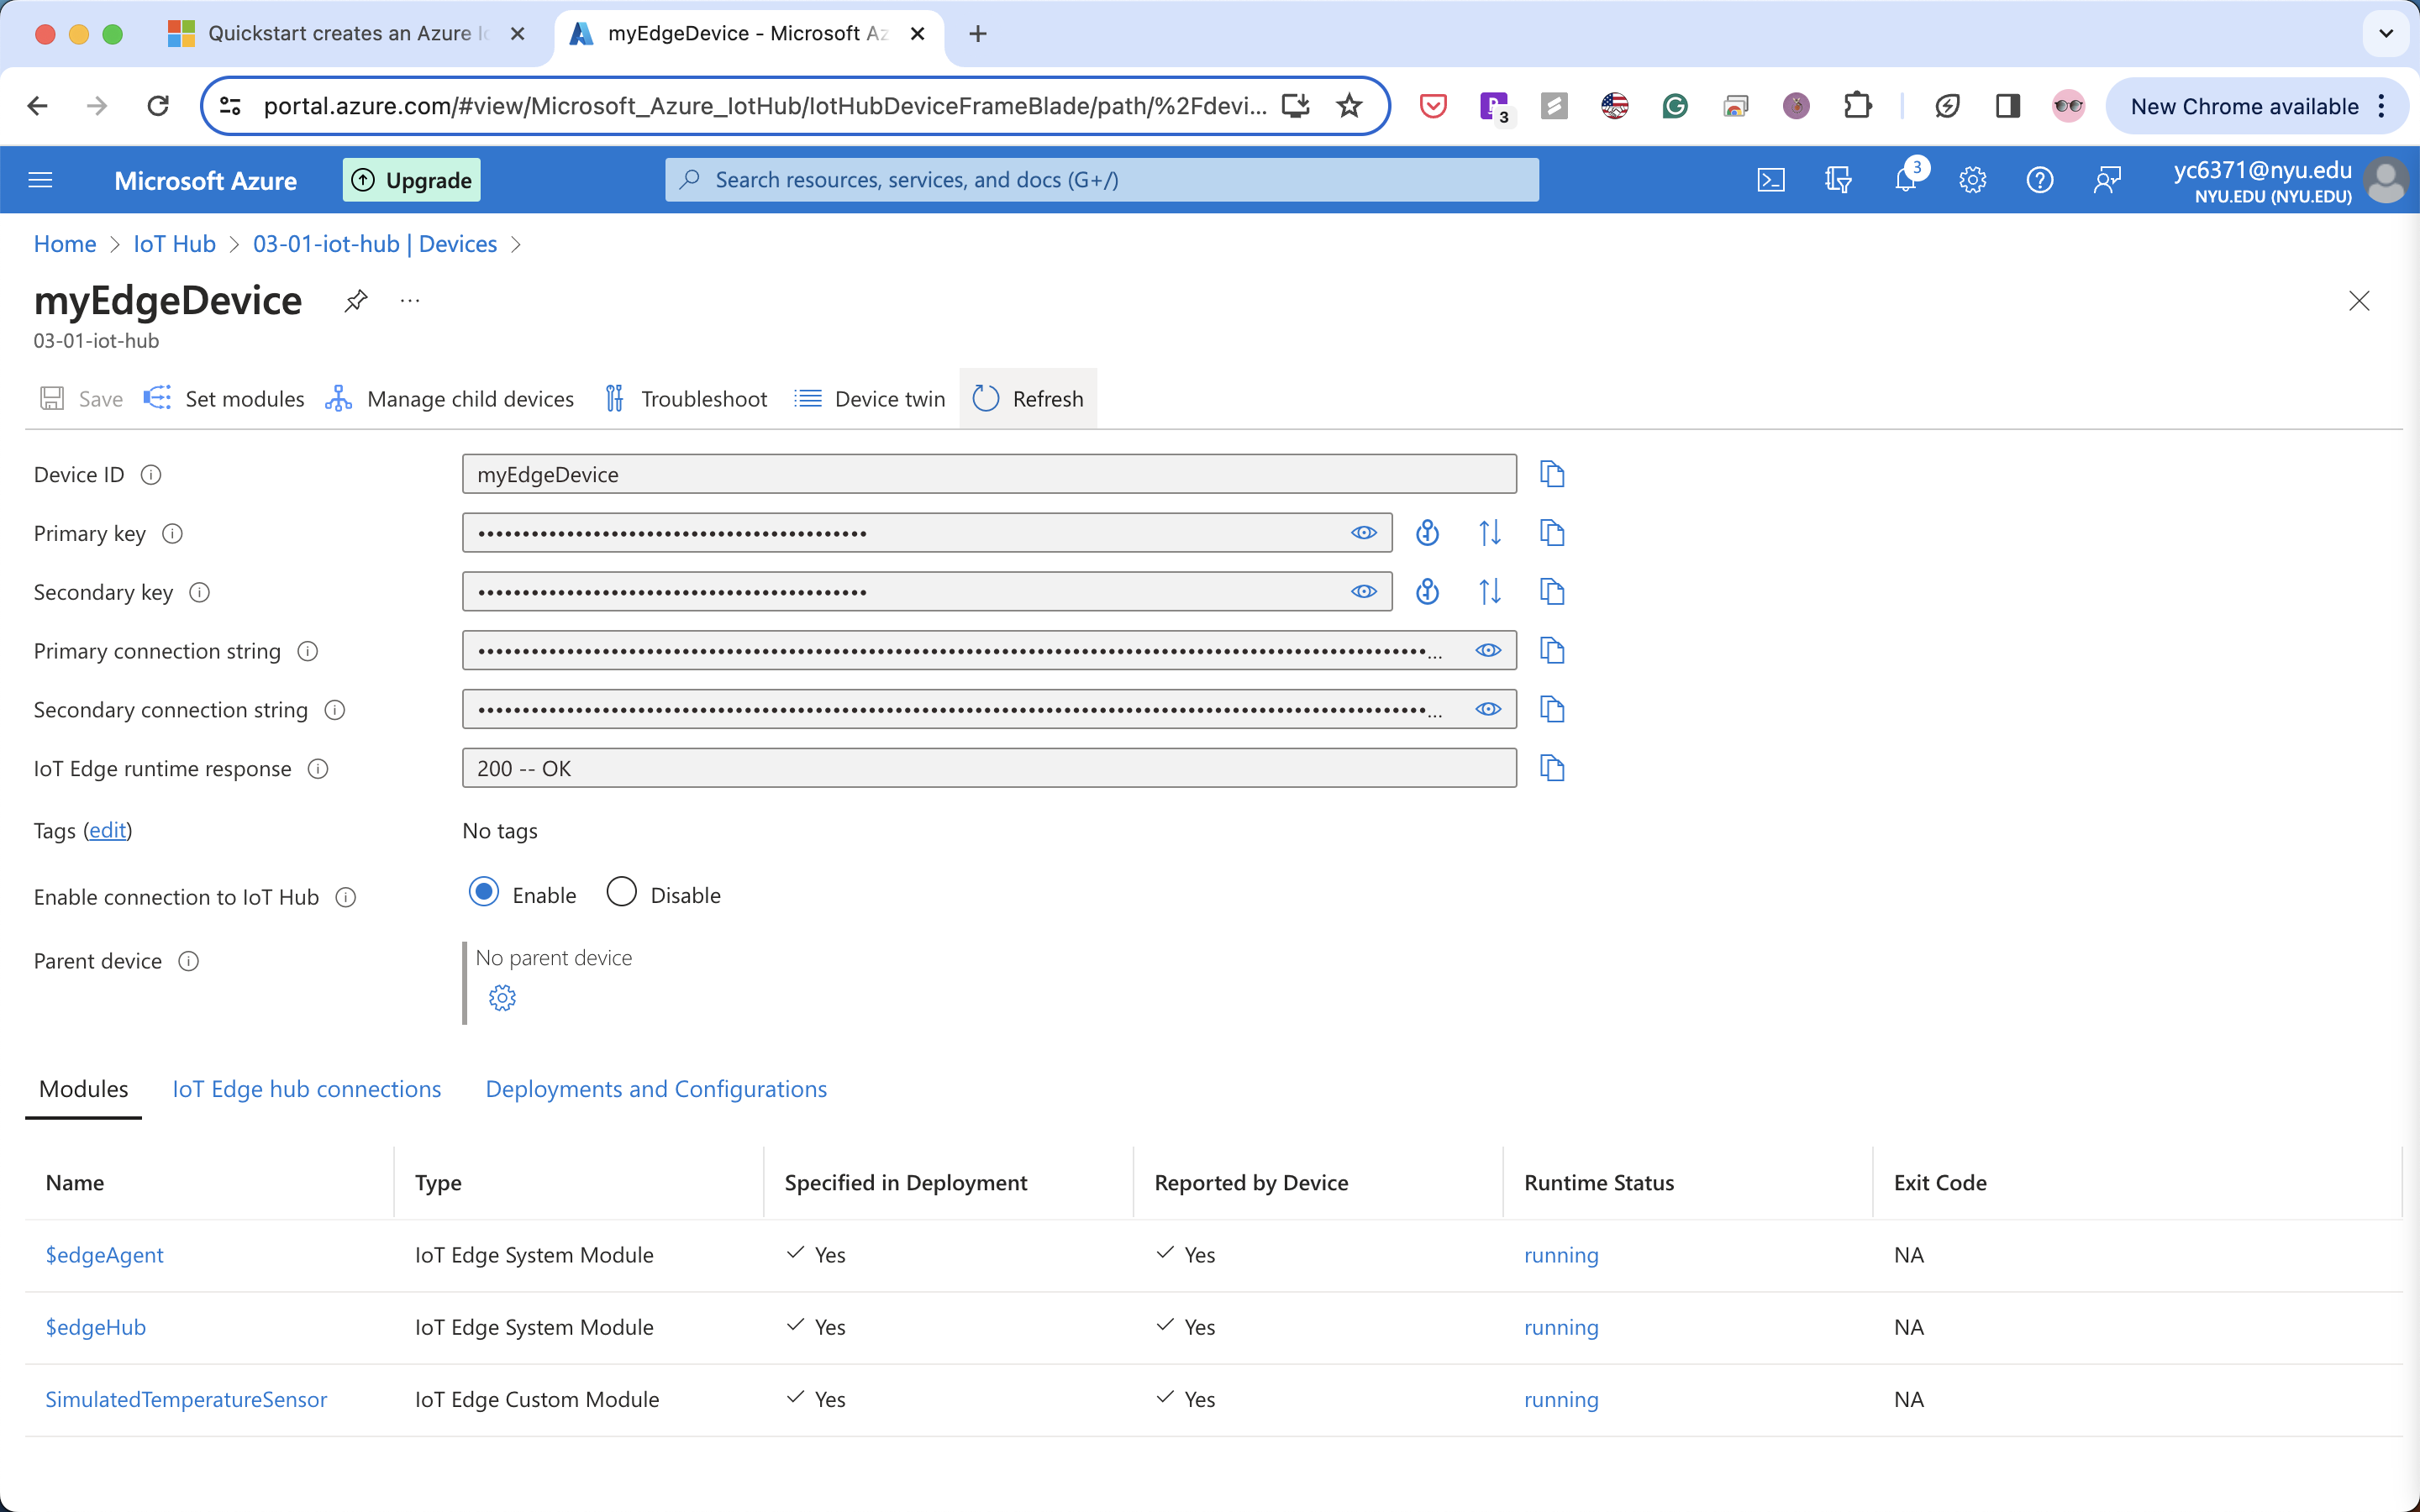 Quickstart creates an Azure Io
myEdgeDevice - Microsoft Az
portal.azure.com/#view/Microsoft_Azure_IotHub/IotHubDeviceFrameBlade/path/%2Fdevi...
3
New Chrome available
Microsoft Azure
Upgrade
Search resources, services, and docs (G+/)
3
yc6371@nyu.edu
NYU.EDU (NYU.EDU)
Home > IoT Hub > 03-01-iot-hub | Devices >
myEdgeDevice
...
03-01-iot-hub
Save Set modules Manage child devices Troubleshoot Device twin Refresh
Device ID
myEdgeDevice
Primary key
Secondary key
Primary connection string
Secondary connection string
IoT Edge runtime response
200 -- OK
Tags (edit)
No tags
Enable connection to IoT Hub
Enable Disable
Parent device
No parent device
Modules IoT Edge hub connections Deployments and Configurations
Name Type Specified in Deployment Reported by Device Runtime Status Exit Code
$edgeAgent IoT Edge System Module Yes Yes running NA
$edgeHub IoT Edge System Module Yes Yes running NA
SimulatedTemperatureSensor IoT Edge Custom Module Yes Yes running NA